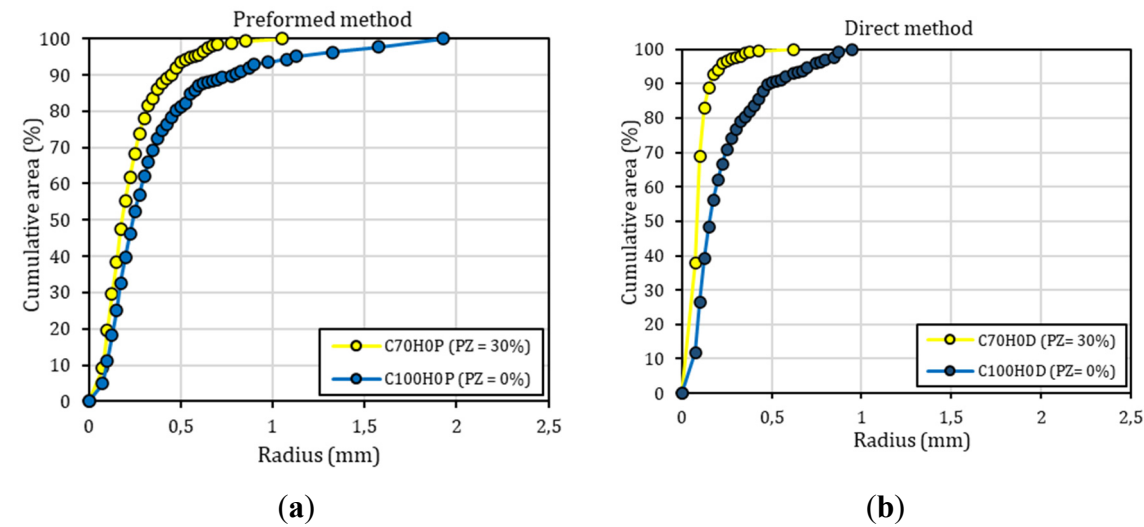 Preformed method
100
90
80
70
60
50
40
30
20
10
0
Cumulative area (%)
C70H0P (PZ = 30%)
C100H0P (PZ = 0%)
0 0,5 1 1,5 2 2,5
Radius (mm)
(a)
Direct method
100
90
80
70
60
50
40
30
20
10
0
Cumulative area (%)
C70H0D (PZ= 30%)
C100H0D (PZ= 0%)
0 0,5 1 1,5 2 2,5
Radius (mm)
(b)